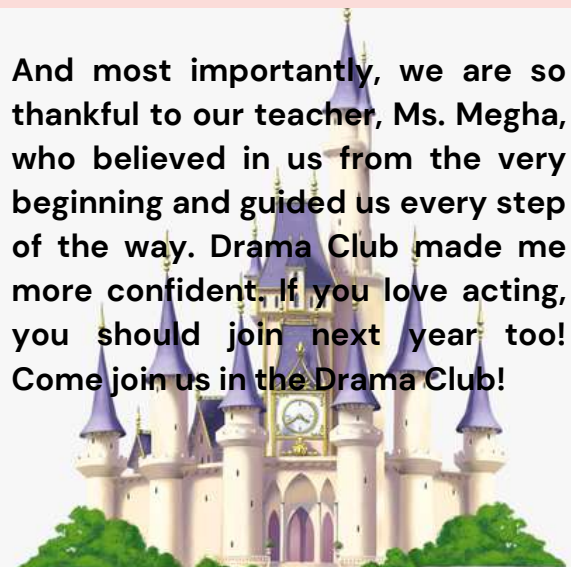 And most importantly, we are so
thankful to our teacher, Ms. Megha,
who believed in us from the very
beginning and guided us every step
of the way. Drama Club made me
more confident. If you love acting,
you should join next year too!
Come join us in the Drama Club!